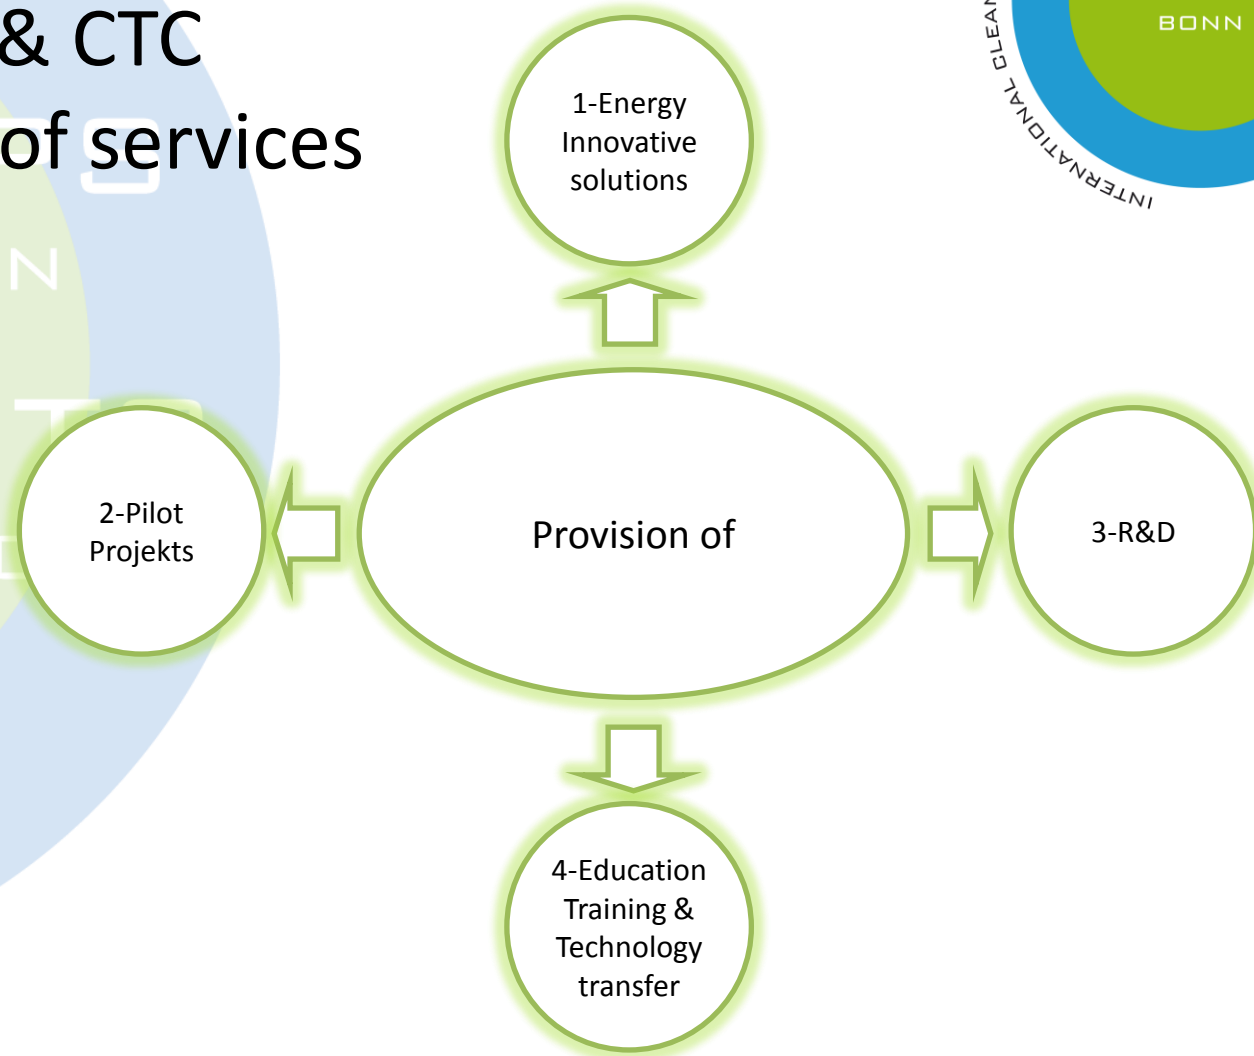 & CTC
of services
BONN
INTERNATIONAL CLEAN
N
1-Energy
Innovative
solutions
2-Pilot
Projekts
Provision of
3-R&D
4-Education
Training &
Technology
transfer